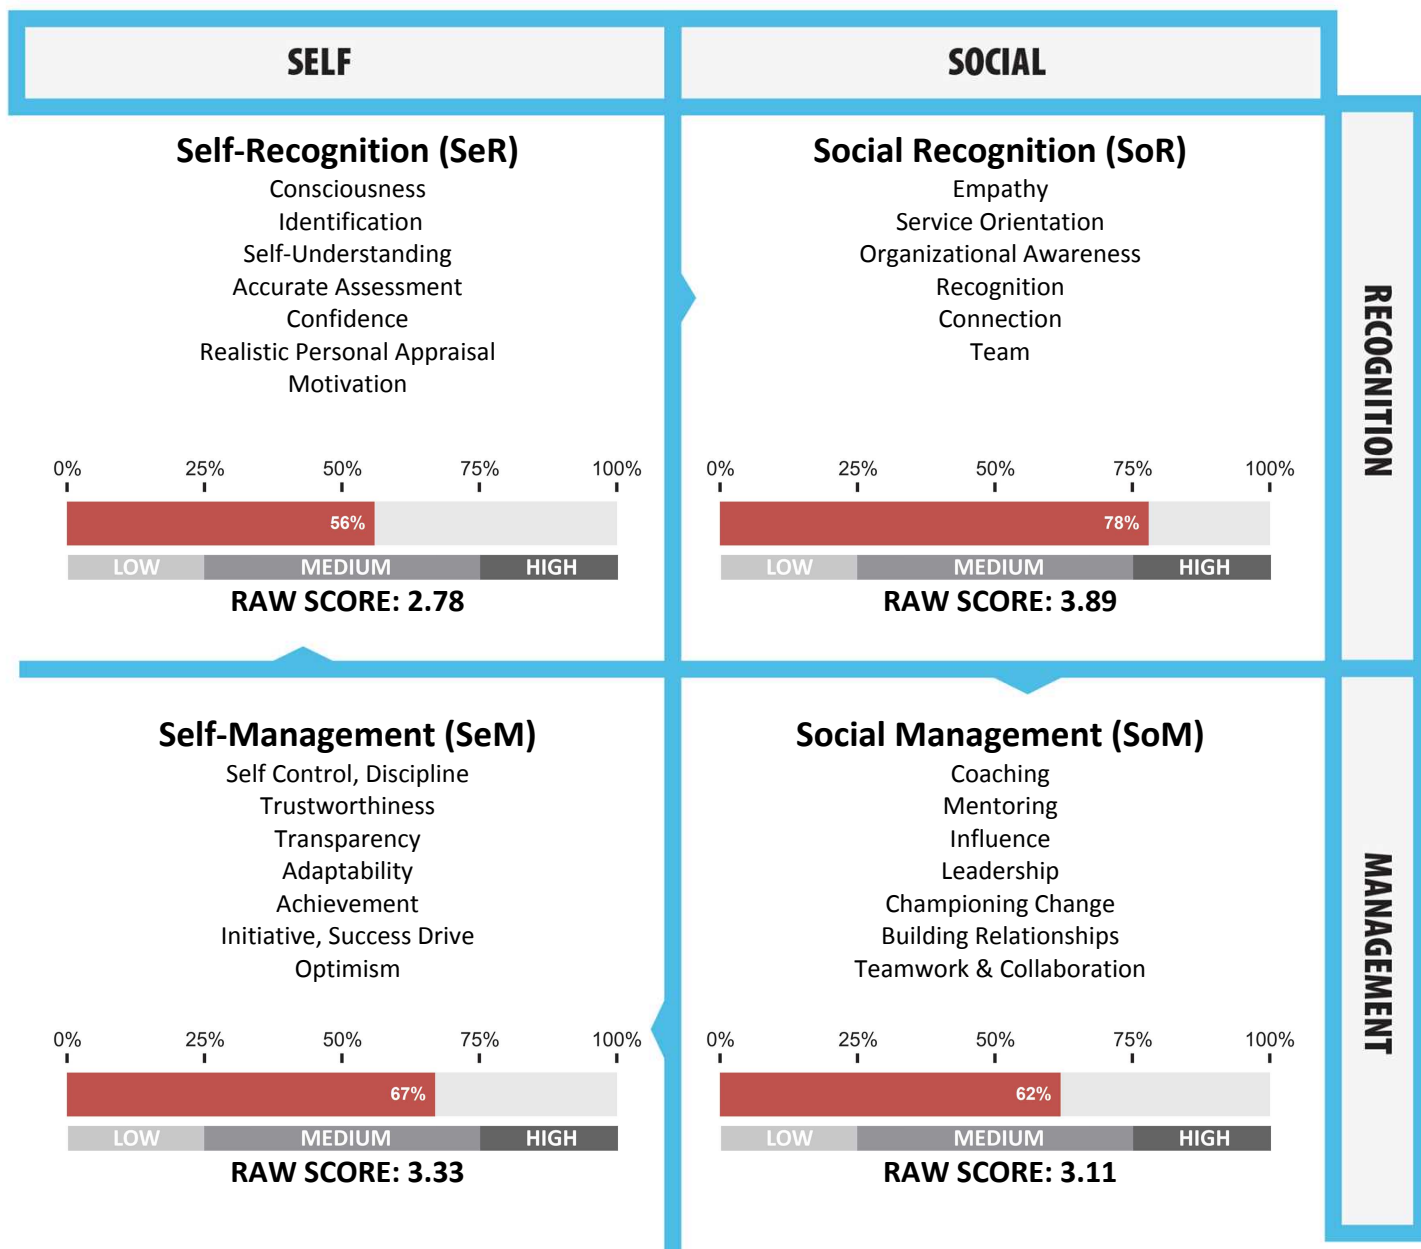 SELF
SOCIAL
Self-Recognition (SeR)
Consciousness
Identification
Self-Understanding
Accurate Assessment
Confidence
Realistic Personal Appraisal
Motivation
0% 25% 50% 75% 100%
56%
LOW MEDIUM HIGH
RAW SCORE: 2.78
Social Recognition (SoR)
Empathy
Service Orientation
Organizational Awareness
Recognition
Connection
Team
0% 25% 50% 75% 100%
78%
LOW MEDIUM HIGH
RAW SCORE: 3.89
RECOGNITION
Self-Management (SeM)
Self Control, Discipline
Trustworthiness
Transparency
Adaptability
Achievement
Initiative, Success Drive
Optimism
0% 25% 50% 75% 100%
67%
LOW MEDIUM HIGH
RAW SCORE: 3.33
Social Management (SoM)
Coaching
Mentoring
Influence
Leadership
Championing Change
Building Relationships
Teamwork & Collaboration
0% 25% 50% 75% 100%
62%
LOW MEDIUM HIGH
RAW SCORE: 3.11
MANAGEMENT